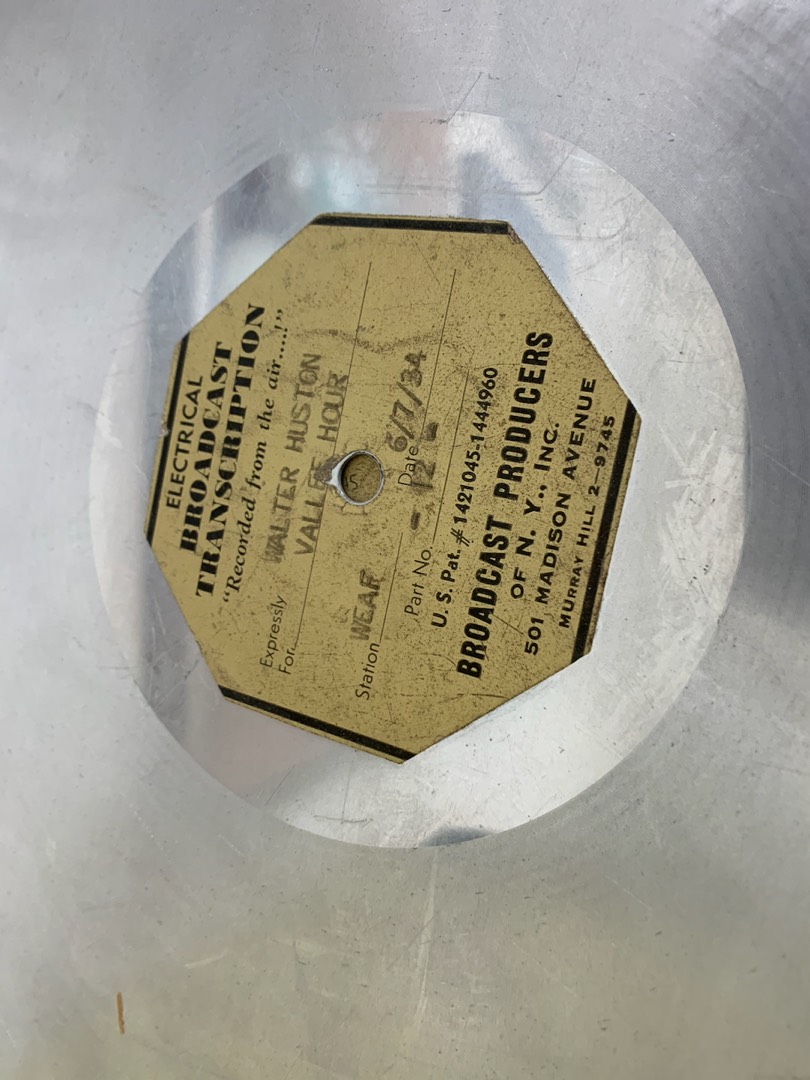 ELECTRICAL
BROADCAST
TRANSCRIPTION
"Recorded from the air....!"
Expressly
For WALTER HUSTON
VALLEE HOUR
Station WEAF
Part No. - 12 - Date 6/7/34
U. S. Pat. #1421045-1444960
BROADCAST PRODUCERS
OF N. Y., INC.
501 MADISON AVENUE
MURRAY HILL 2-9745